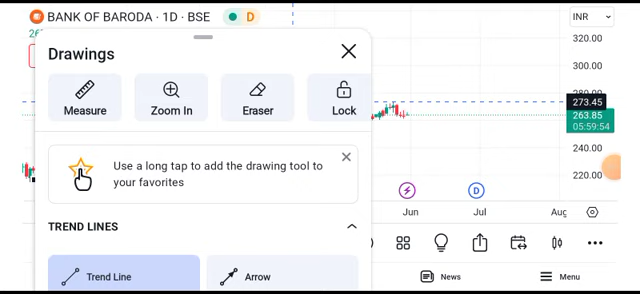 BANK OF BARODA · 1D · BSE
D
INR
Drawings
Measure
Zoom In
Eraser
Lock
Use a long tap to add the drawing tool to
your favorites
TREND LINES
Trend Line
Arrow
320.00
300.00
273.45
263.85
05:59:54
240.00
220.00
D
Jun
Jul
Aug
News
Menu